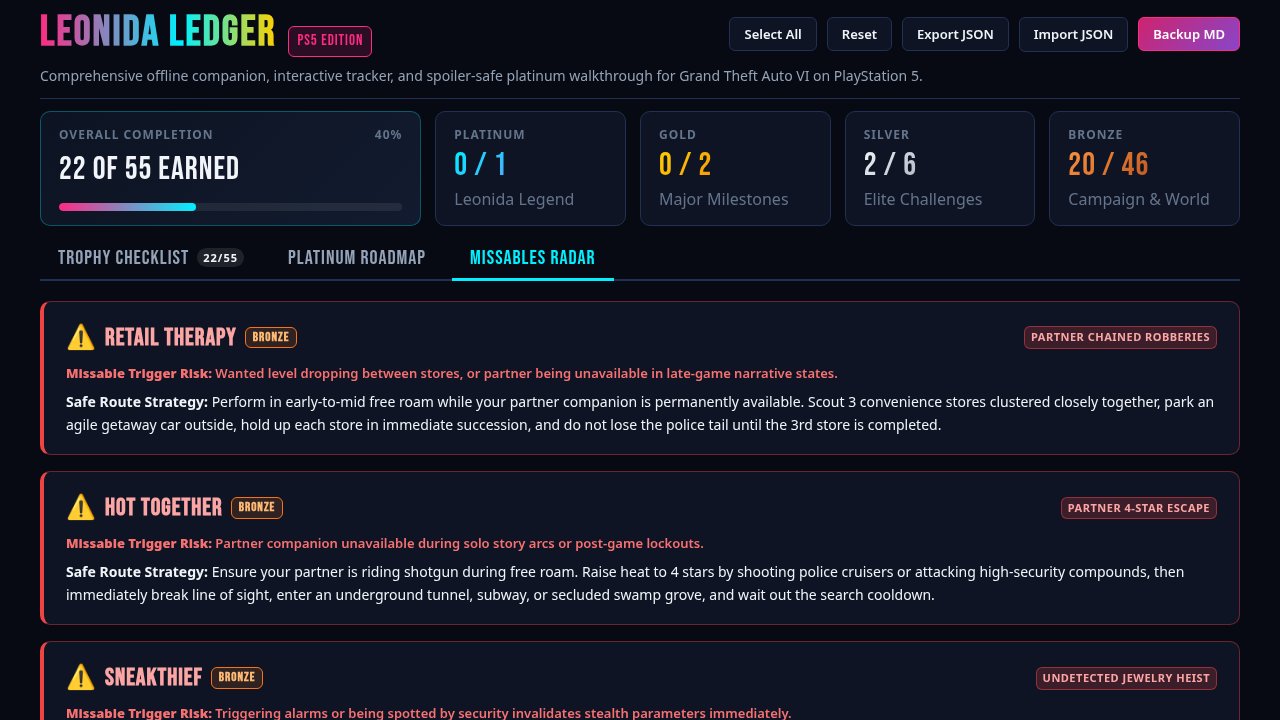 LEONIDA LEDGER
PS5 EDITION
Select All
Reset
Export JSON
Import JSON
Backup MD
Comprehensive offline companion, interactive tracker, and spoiler-safe platinum walkthrough for Grand Theft Auto VI on PlayStation 5.
OVERALL COMPLETION
40%
22 OF 55 EARNED
PLATINUM
0 / 1
Leonida Legend
GOLD
0 / 2
Major Milestones
SILVER
2 / 6
Elite Challenges
BRONZE
20 / 46
Campaign & World
TROPHY CHECKLIST 22/55
PLATINUM ROADMAP
MISSABLES RADAR
RETAIL THERAPY BRONZE
PARTNER CHAINED ROBBERIES
Missable Trigger Risk: Wanted level dropping between stores, or partner being unavailable in late-game narrative states.
Safe Route Strategy: Perform in early-to-mid free roam while your partner companion is permanently available. Scout 3 convenience stores clustered closely together, park an
agile getaway car outside, hold up each store in immediate succession, and do not lose the police tail until the 3rd store is completed.
HOT TOGETHER BRONZE
PARTNER 4-STAR ESCAPE
Missable Trigger Risk: Partner companion unavailable during solo story arcs or post-game lockouts.
Safe Route Strategy: Ensure your partner is riding shotgun during free roam. Raise heat to 4 stars by shooting police cruisers or attacking high-security compounds, then
immediately break line of sight, enter an underground tunnel, subway, or secluded swamp grove, and wait out the search cooldown.
SNEAKTHIEF BRONZE
UNDETECTED JEWELRY HEIST
Missable Trigger Risk: Triggering alarms or being spotted by security invalidates stealth parameters immediately.